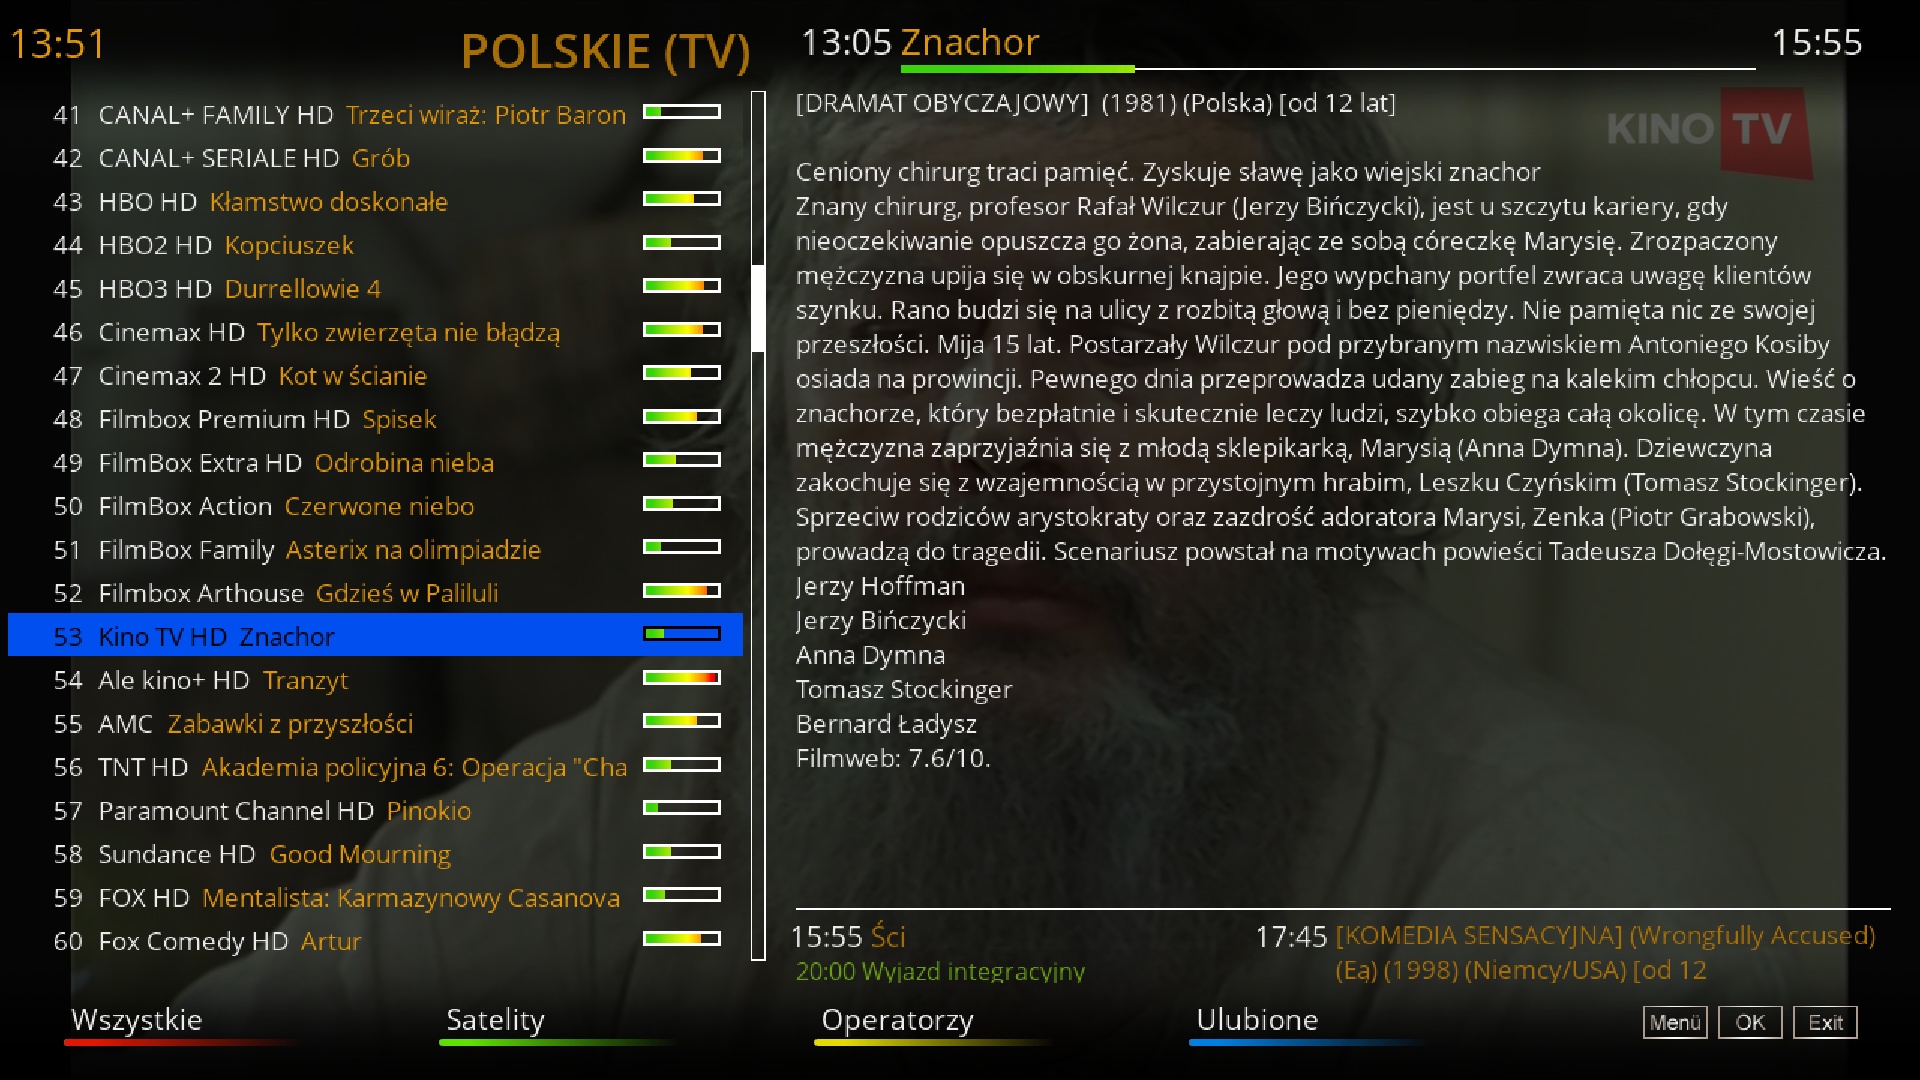 13:51
POLSKIE (TV)
41 CANAL+ FAMILY HD Trzeci wiraż: Piotr Baron
42 CANAL+ SERIALE HD Grób
43 HBO HD Kłamstwo doskonałe
44 HBO2 HD Kopciuszek
45 HBO3 HD Durrellowie 4
46 Cinemax HD Tylko zwierzęta nie błądzą
47 Cinemax 2 HD Kot w ścianie
48 Filmbox Premium HD Spisek
49 FilmBox Extra HD Odrobina nieba
50 FilmBox Action Czerwone niebo
51 FilmBox Family Asterix na olimpiadzie
52 Filmbox Arthouse Gdzieś w Paliluli
53 Kino TV HD Znachor
54 Ale kino+ HD Tranzyt
55 AMC Zabawki z przyszłości
56 TNT HD Akademia policyjna 6: Operacja "Cha
57 Paramount Channel HD Pinokio
58 Sundance HD Good Mourning
59 FOX HD Mentalista: Karmazynowy Casanova
60 Fox Comedy HD Artur
13:05 Znachor 15:55
KINO TV
[DRAMAT OBYCZAJOWY] (1981) (Polska) [od 12 lat]
Ceniony chirurg traci pamięć. Zyskuje sławę jako wiejski znachor
Znany chirurg, profesor Rafał Wilczur (Jerzy Bińczycki), jest u szczytu kariery, gdy
nieoczekiwanie opuszcza go żona, zabierając ze sobą córeczkę Marysię. Zrozpaczony
mężczyzna upija się w obskurnej knajpie. Jego wypchany portfel zwraca uwagę klientów
szynku. Rano budzi się na ulicy z rozbitą głową i bez pieniędzy. Nie pamięta nic ze swojej
przeszłości. Mija 15 lat. Postarzały Wilczur pod przybranym nazwiskiem Antoniego Kosiby
osiada na prowincji. Pewnego dnia przeprowadza udany zabieg na kalekim chłopcu. Wieść o
znachorze, który bezpłatnie i skutecznie leczy ludzi, szybko obiega całą okolicę. W tym czasie
mężczyzna zaprzyjaźnia się z młodą sklepikarką, Marysią (Anna Dymna). Dziewczyna
zakochuje się z wzajemnością w przystojnym hrabim, Leszku Czyńskim (Tomasz Stockinger).
Sprzeciw rodziców arystokraty oraz zazdrość adoratora Marysi, Zenka (Piotr Grabowski),
prowadzą do tragedii. Scenariusz powstał na motywach powieści Tadeusza Dołęgi-Mostowicza.
Jerzy Hoffman
Jerzy Bińczycki
Anna Dymna
Tomasz Stockinger
Bernard Ładysz
Filmweb: 7.6/10.
15:55 Ści
20:00 Wyjazd integracyjny
17:45 [KOMEDIA SENSACYJNA] (Wrongfully Accused)
(Eą) (1998) (Niemcy/USA) [od 12
Wszystkie
Satelity
Operatorzy
Ulubione
Menü
OK
Exit